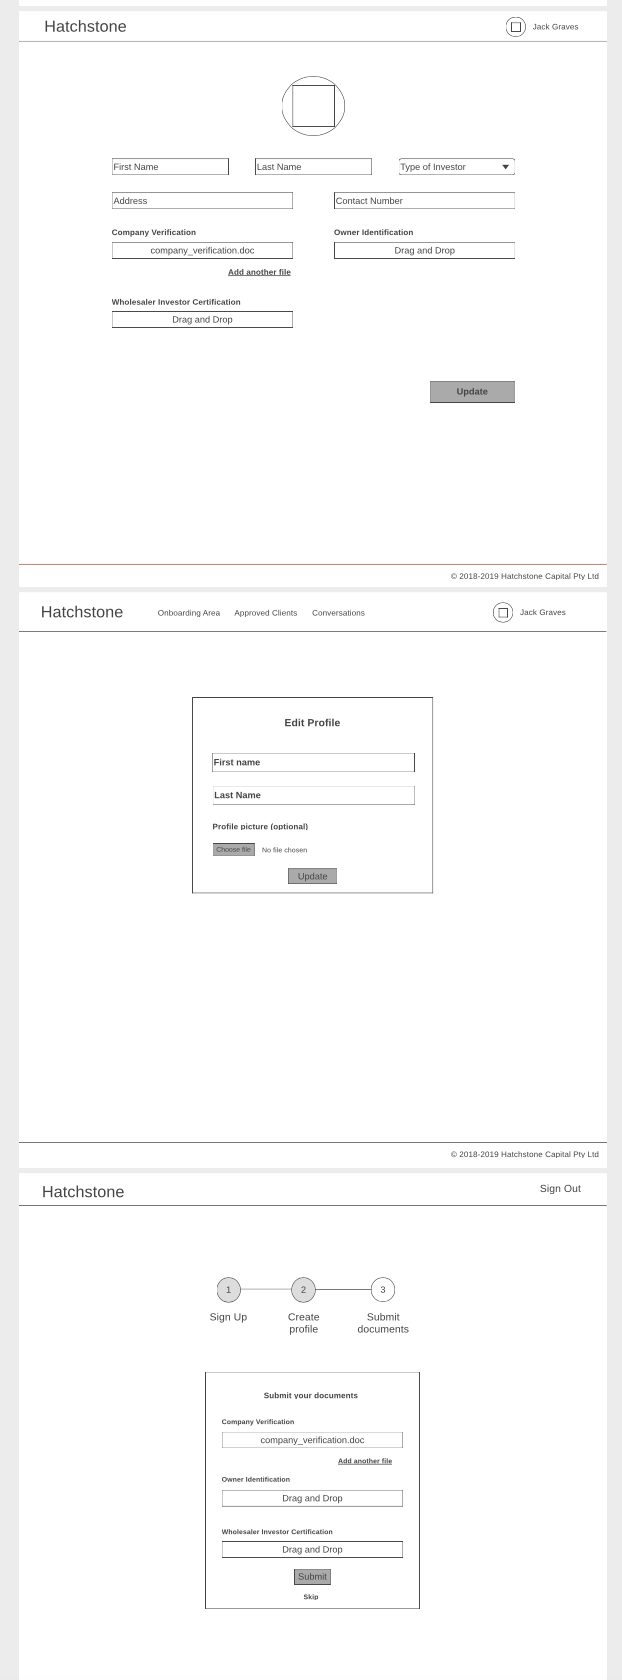 Hatchstone
Jack Graves
First Name
Last Name
Type of Investor
Address
Contact Number
Company Verification
Owner Identification
company_verification.doc
Drag and Drop
Add another file
Wholesaler Investor Certification
Drag and Drop
Update
© 2018-2019 Hatchstone Capital Pty Ltd
Hatchstone
Onboarding Area
Approved Clients
Conversations
Jack Graves
Edit Profile
First name
Last Name
Profile picture (optional)
Choose file
No file chosen
Update
© 2018-2019 Hatchstone Capital Pty Ltd
Hatchstone
Sign Out
1
2
3
Sign Up
Create
profile
Submit
documents
Submit your documents
Company Verification
company_verification.doc
Add another file
Owner Identification
Drag and Drop
Wholesaler Investor Certification
Drag and Drop
Submit
Skip